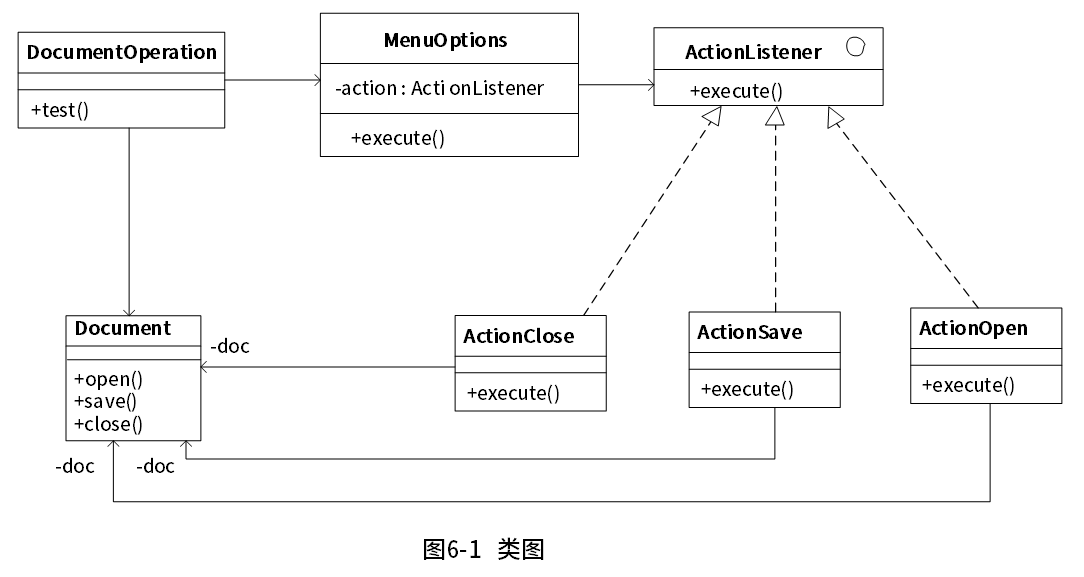 DocumentOperation
+test()
MenuOptions
-action : ActionListener
+execute()
ActionListener
+execute()
Document
+open()
+save()
+close()
-doc
ActionClose
+execute()
ActionSave
+execute()
ActionOpen
+execute()
-doc
-doc
图6-1 类图